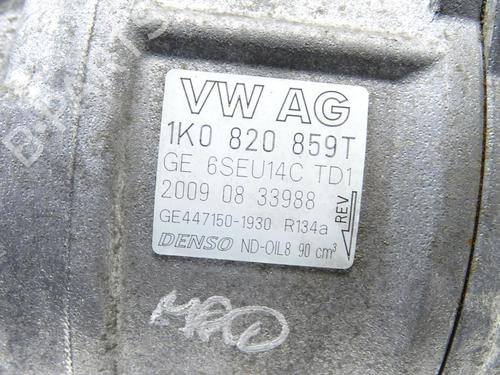 VW AG
1K0 820 859T
GE 6SEU14C TD1
2009 08 33988
GE447150-1930 R134a
DENSO ND-OIL8 90 cm³
REV